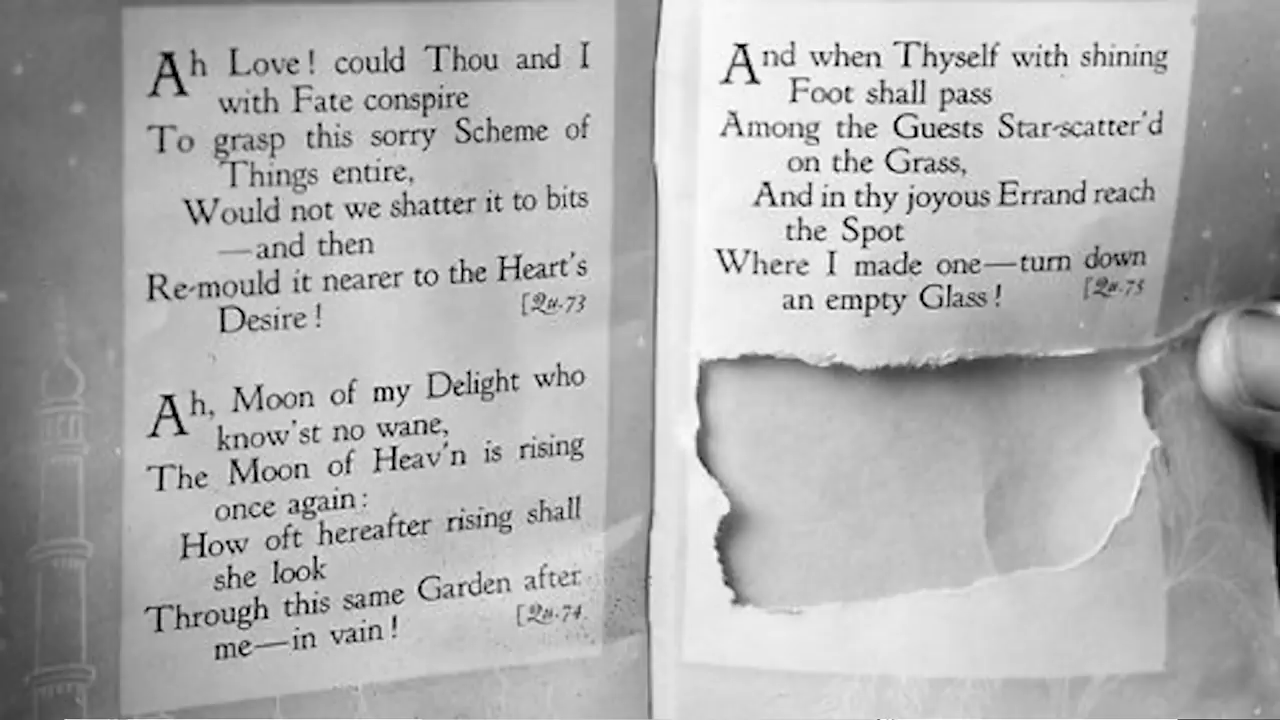 Ah Love! could Thou and I
with Fate conspire
To grasp this sorry Scheme of
Things entire,
Would not we shatter it to bits
—and then
Re-mould it nearer to the Heart's
Desire!
[Qu. 73
Ah, Moon of my Delight who
know'st no wane,
The Moon of Heav'n is rising
once again:
How oft hereafter rising shall
she look
Through this same Garden after
me—in vain!
[Qu. 74
And when Thyself with shining
Foot shall pass
Among the Guests Star-scatter'd
on the Grass,
And in thy joyous Errand reach
the Spot
Where I made one—turn down
an empty Glass!
[Qu. 75